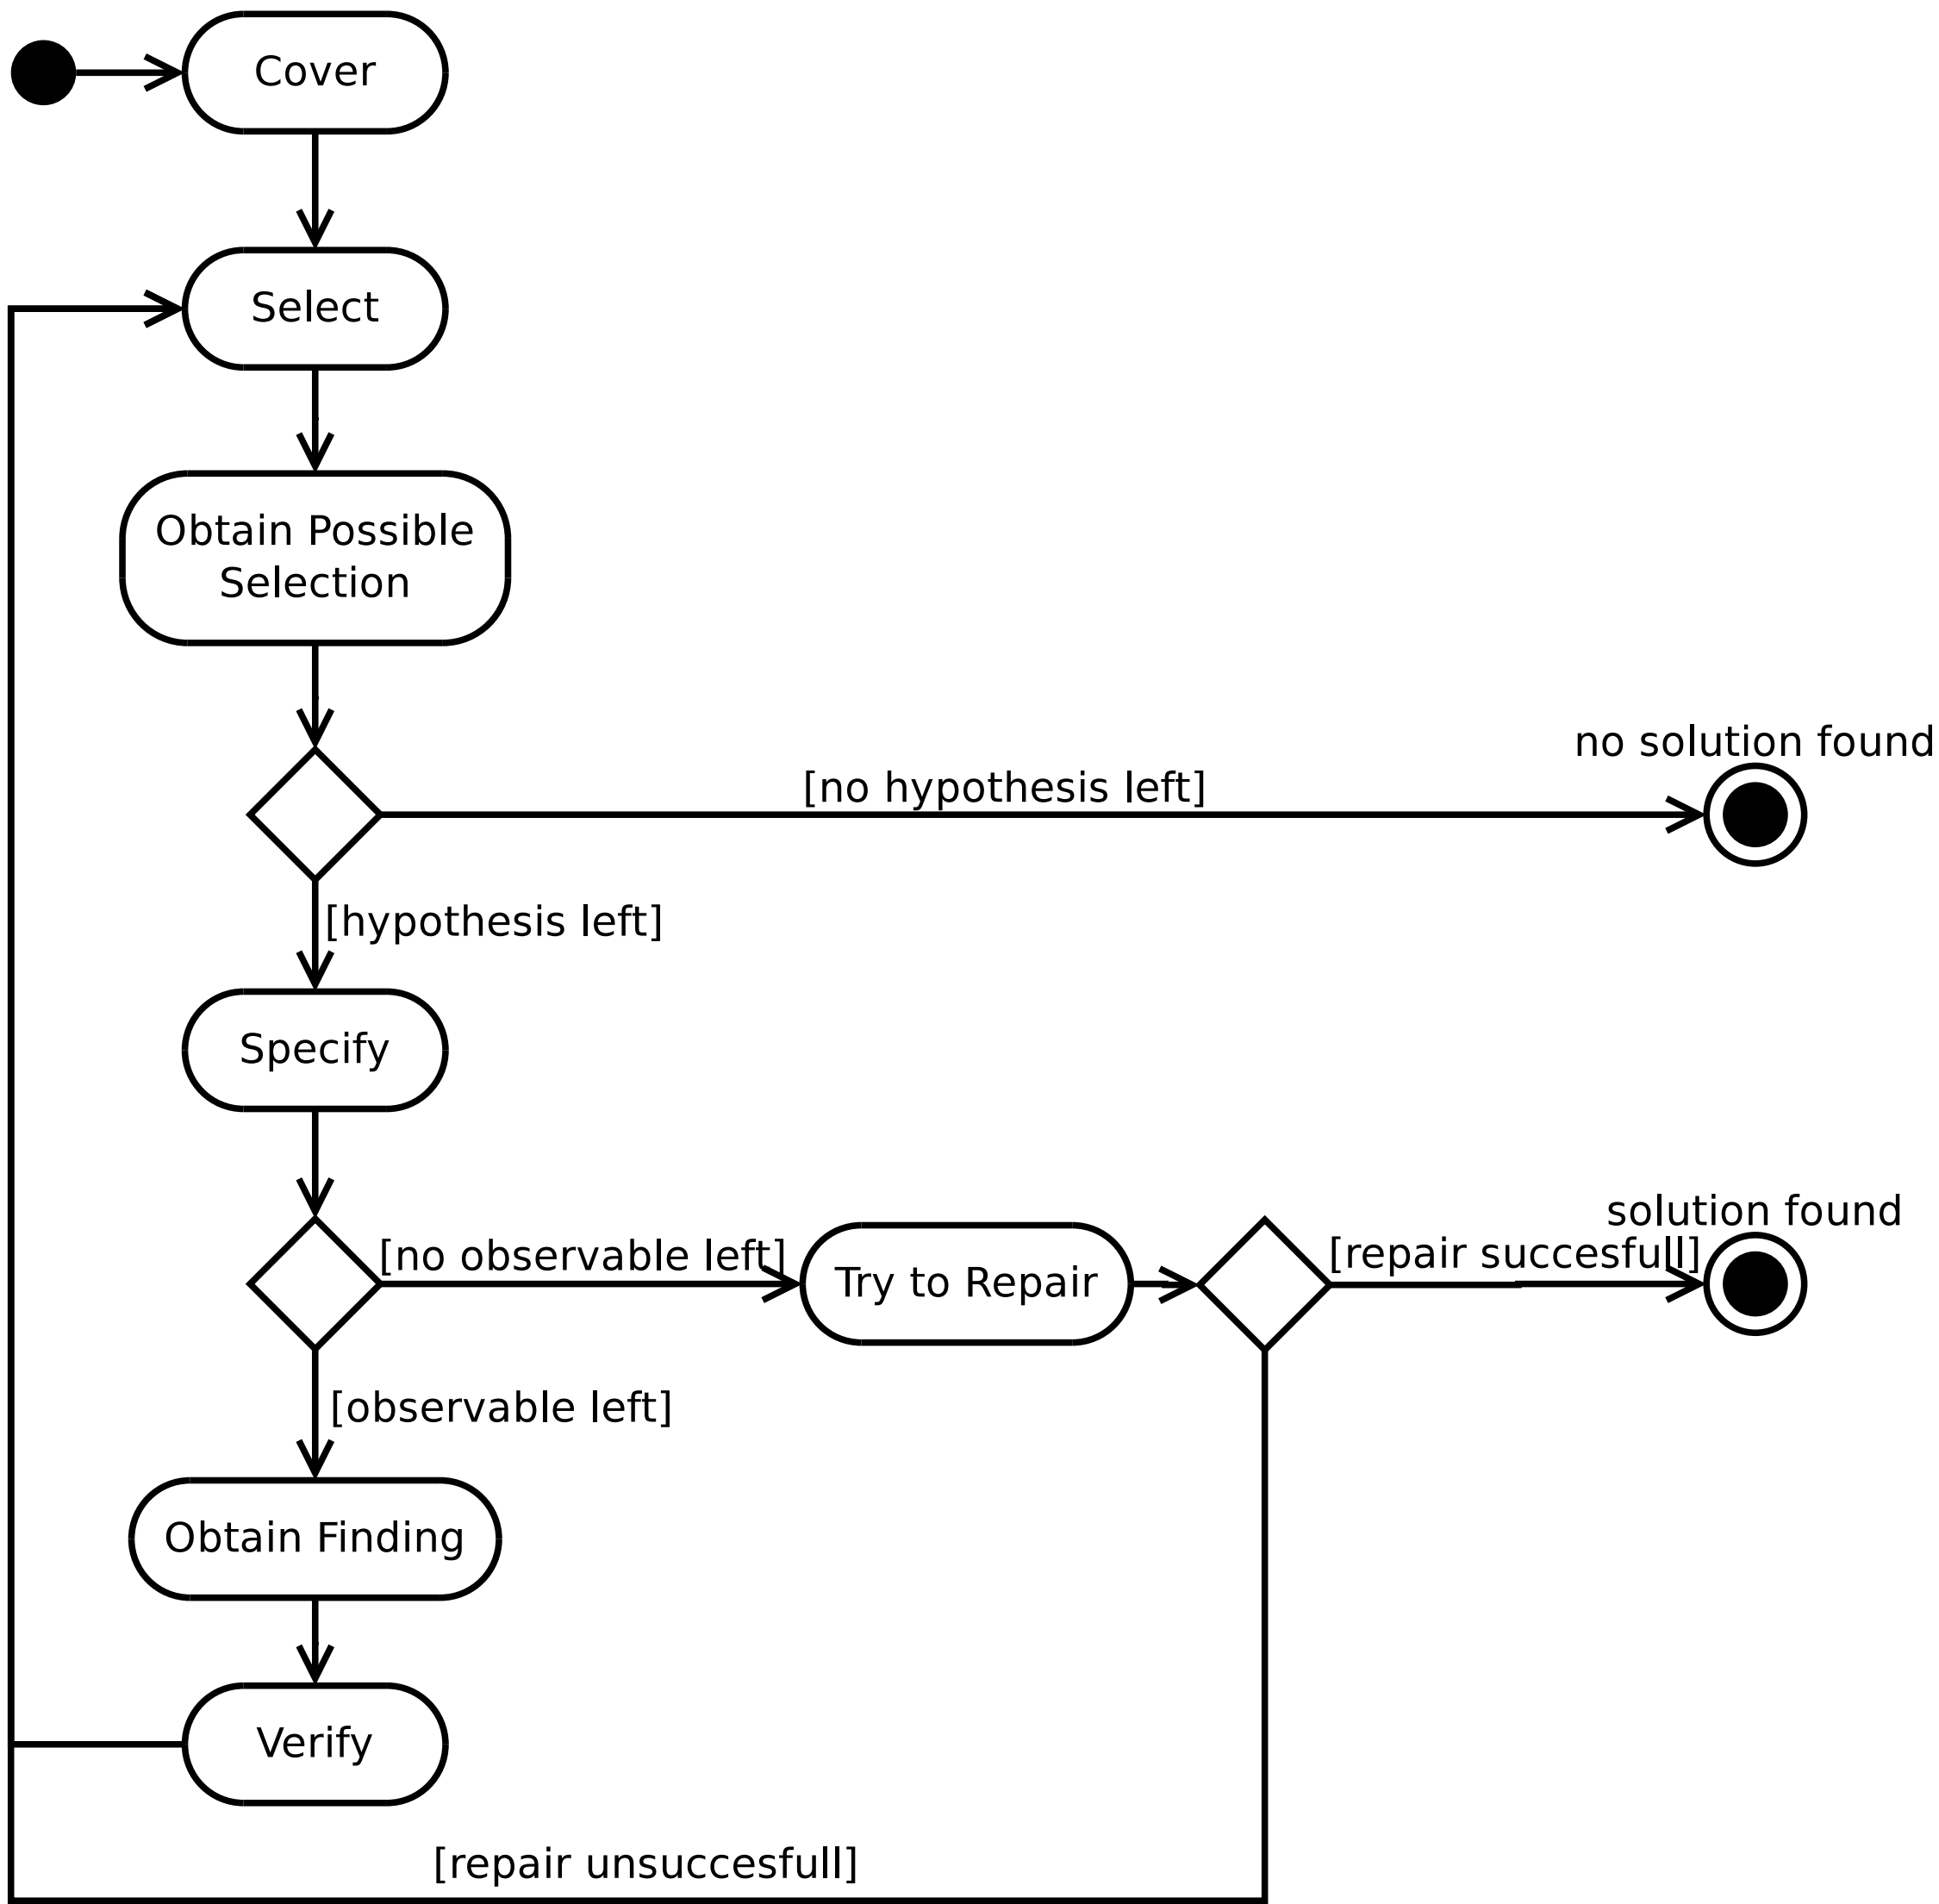 Cover
Select
Obtain Possible
Selection
no solution found
[no hypothesis left]
[hypothesis left]
Specify
solution found
[no observable left]
[repair succesfull]
Try to Repair
[observable left]
Obtain Finding
Verify
[repair unsuccesfull]